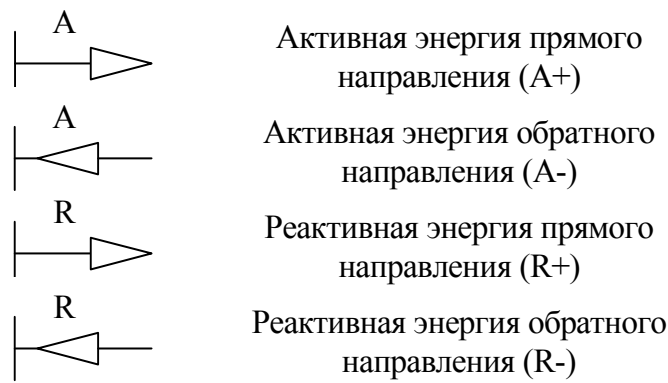 A
Активная энергия прямого
направления (A+)
A
Активная энергия обратного
направления (A-)
R
Реактивная энергия прямого
направления (R+)
R
Реактивная энергия обратного
направления (R-)